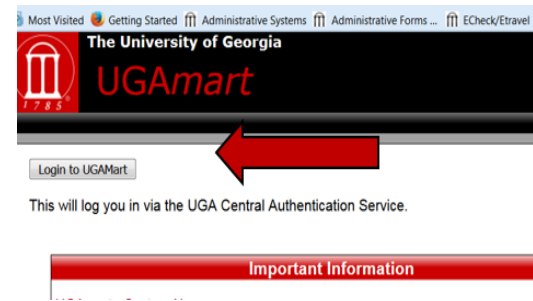 Most Visited Getting Started Administrative Systems Administrative Forms ... ECheck/Etravel
The University of Georgia
UGAmart
1785
Login to UGAMart
This will log you in via the UGA Central Authentication Service.
Important Information